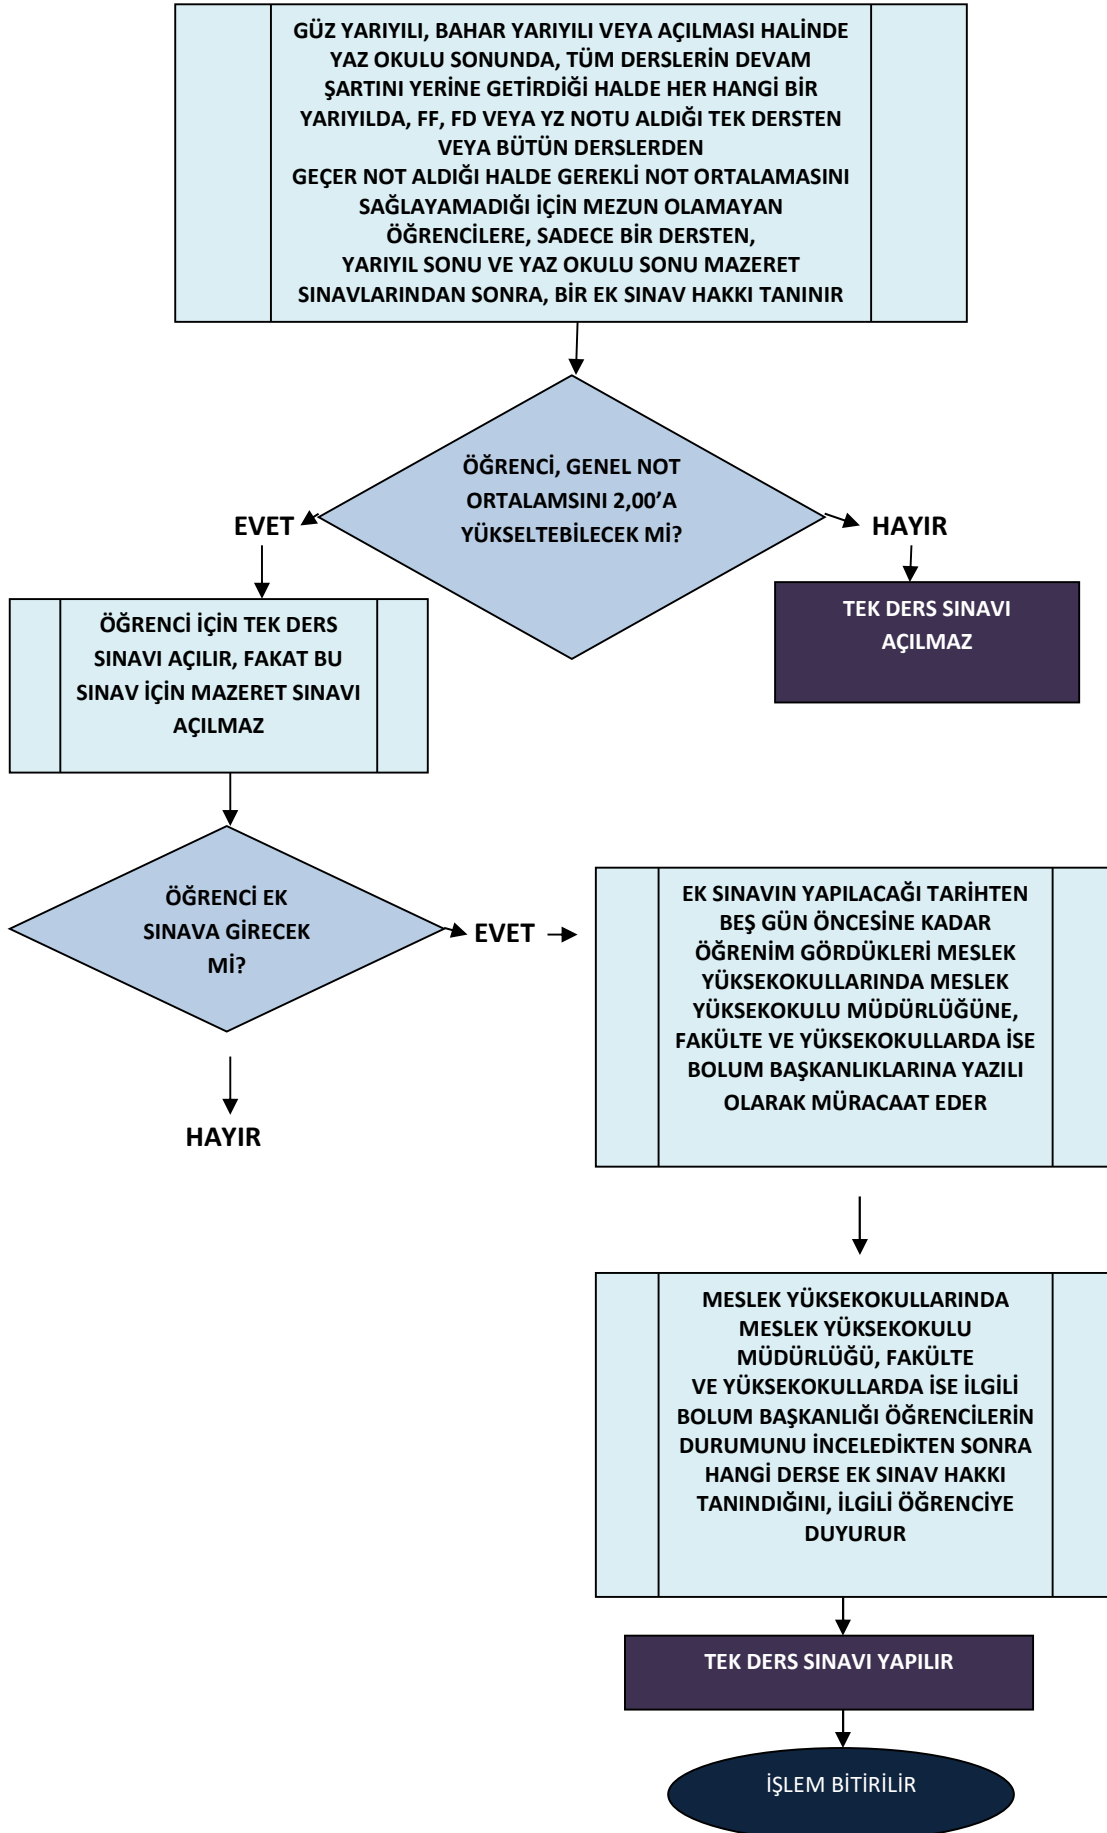 GÜZ YARIYILI, BAHAR YARIYILI VEYA AÇILMASI HALİNDE
YAZ OKULU SONUNDA, TÜM DERSLERİN DEVAM
ŞARTINI YERİNE GETİRDİĞİ HALDE HER HANGİ BİR
YARIYILDA, FF, FD VEYA YZ NOTU ALDIĞI TEK DERSTEN
VEYA BÜTÜN DERSLERDEN
GEÇER NOT ALDIĞI HALDE GEREKLİ NOT ORTALAMASINI
SAĞLAYAMADIĞI İÇİN MEZUN OLAMAYAN
ÖĞRENCİLERE, SADECE BİR DERSTEN,
YARIYIL SONU VE YAZ OKULU SONU MAZERET
SINAVLARINDAN SONRA, BİR EK SINAV HAKKI TANINIR
ÖĞRENCİ, GENEL NOT
ORTALAMSINI 2,00’A
YÜKSELTEBİLECEK Mİ?
EVET
HAYIR
TEK DERS SINAVI
AÇILMAZ
ÖĞRENCİ İÇİN TEK DERS
SINAVI AÇILIR, FAKAT BU
SINAV İÇİN MAZERET SINAVI
AÇILMAZ
ÖĞRENCİ EK
SINAVA GİRECEK
Mİ?
EVET
HAYIR
EK SINAVIN YAPILACAĞI TARİHTEN
BEŞ GÜN ÖNCESİNE KADAR
ÖĞRENİM GÖRDÜKLERİ MESLEK
YÜKSEKOKULLARINDA MESLEK
YÜKSEKOKULU MÜDÜRLÜĞÜNE,
FAKÜLTE VE YÜKSEKOKULLARDA İSE
BOLUM BAŞKANLIKLARINA YAZILI
OLARAK MÜRACAAT EDER
MESLEK YÜKSEKOKULLARINDA
MESLEK YÜKSEKOKULU
MÜDÜRLÜĞÜ, FAKÜLTE
VE YÜKSEKOKULLARDA İSE İLGİLİ
BOLUM BAŞKANLIĞI ÖĞRENCİLERİN
DURUMUNU İNCELEDİKTEN SONRA
HANGİ DERSE EK SINAV HAKKI
TANINDIĞINI, İLGİLİ ÖĞRENCİYE
DUYURUR
TEK DERS SINAVI YAPILIR
İŞLEM BİTİRİLİR